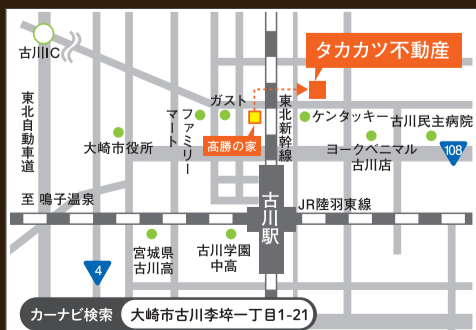 古川IC
タカカツ不動産
東北自動車道
ファミリー
マート
ガスト
高勝の家
東北新幹線
ケンタッキー
古川民主病院
大崎市役所
ヨークベニマル
古川店
108
至 鳴子温泉
古川駅
JR陸羽東線
宮城県
古川高
古川学園
中高
4
カーナビ検索
大崎市古川李埣一丁目1-21